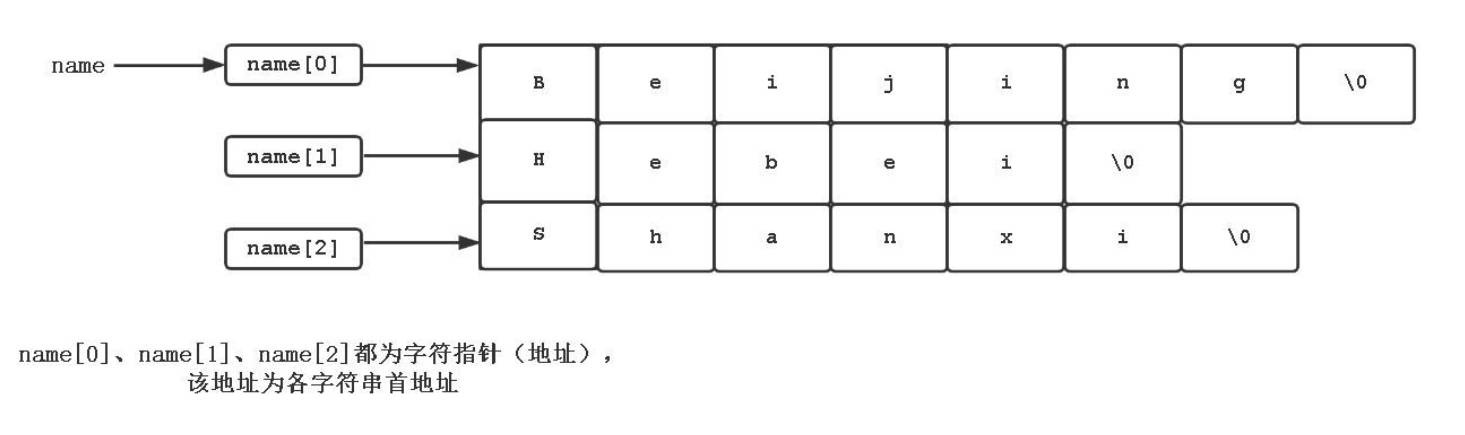 name name[0] B e i j i n g \0
name[1] H e b e i \0
name[2] S h a n x i \0
name[0]、name[1]、name[2]都为字符指针（地址），
该地址为各字符串首地址